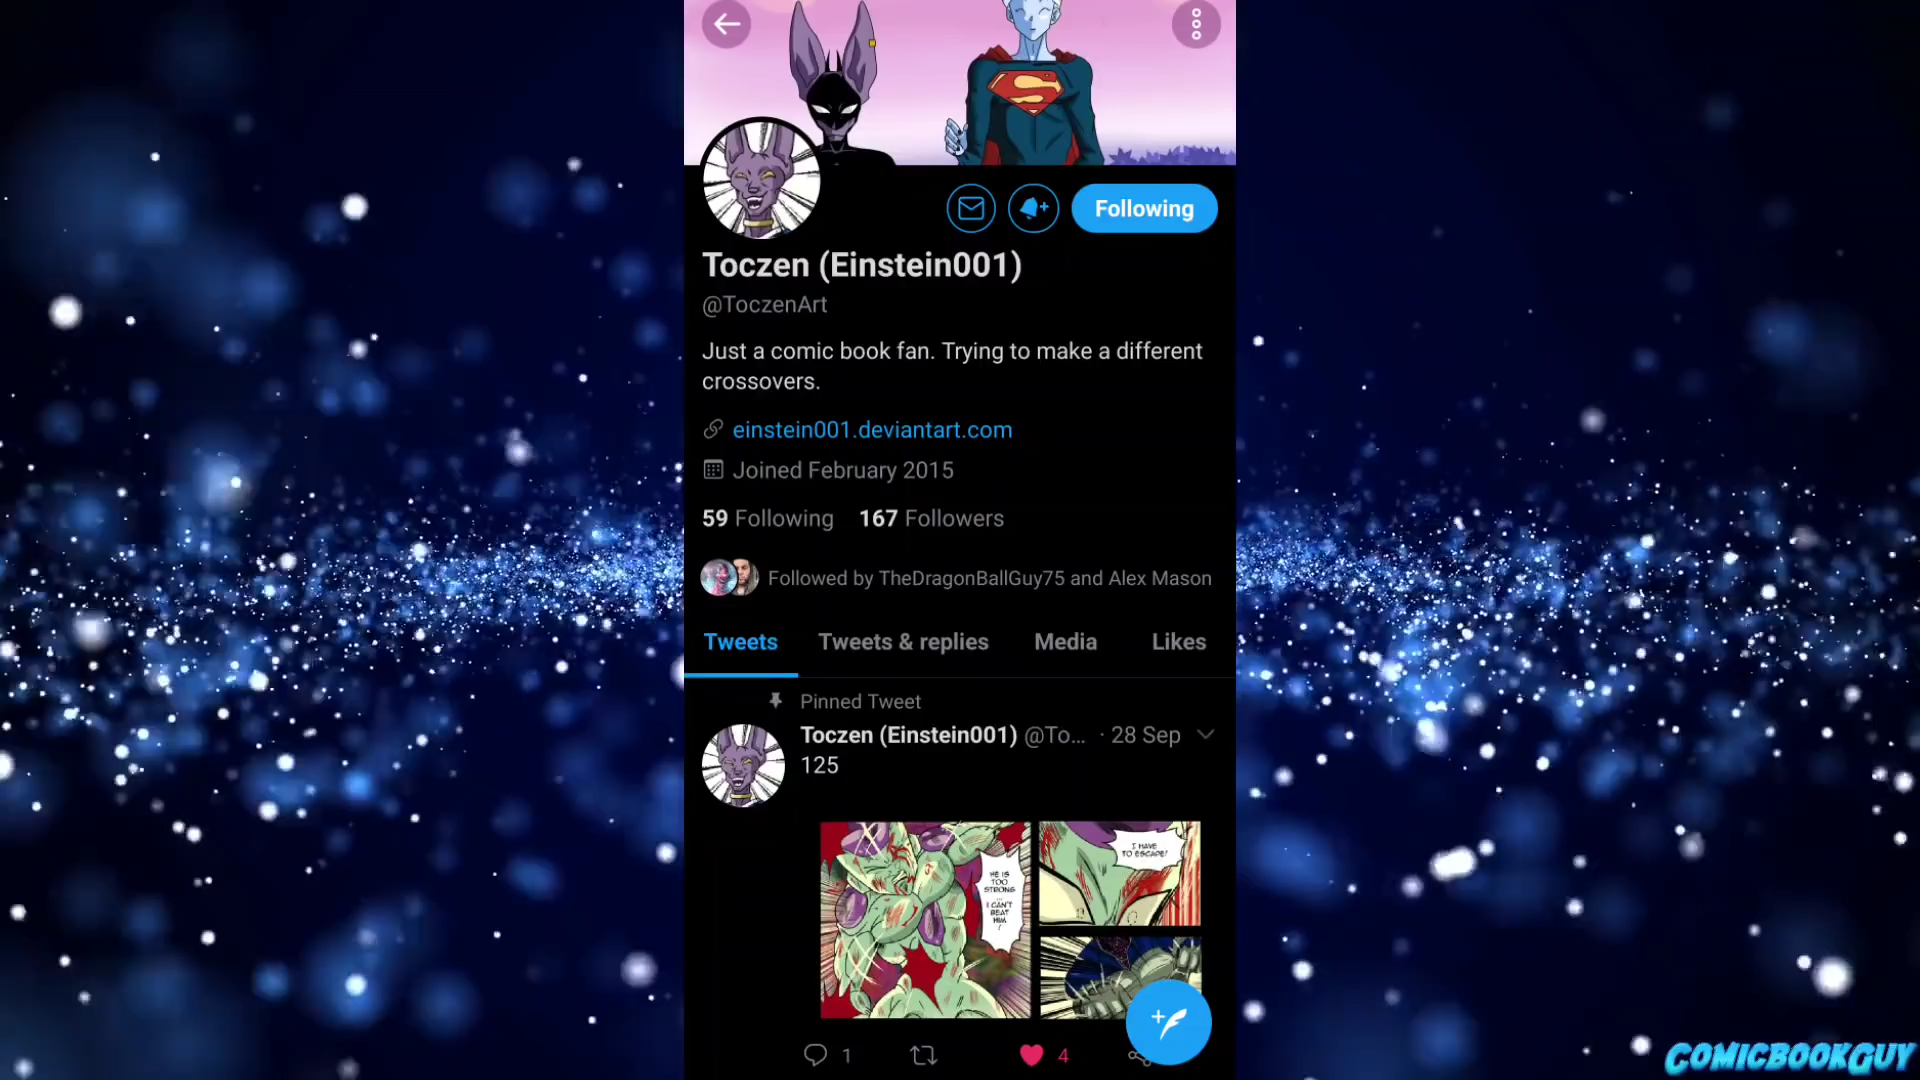 Following
Toczen (Einstein001)
@ToczenArt
Just a comic book fan. Trying to make a different
crossovers.
einstein001.deviantart.com
Joined February 2015
59 Following 167 Followers
Followed by TheDragonBallGuy75 and Alex Mason
Tweets Tweets & replies Media Likes
Pinned Tweet
Toczen (Einstein001) @To... · 28 Sep
125
HE IS
TOO
STRONG
...
I CAN'T
BEAT
HIM
!
I HAVE
TO ESCAPE!
1 4
COMICBOOKGUY